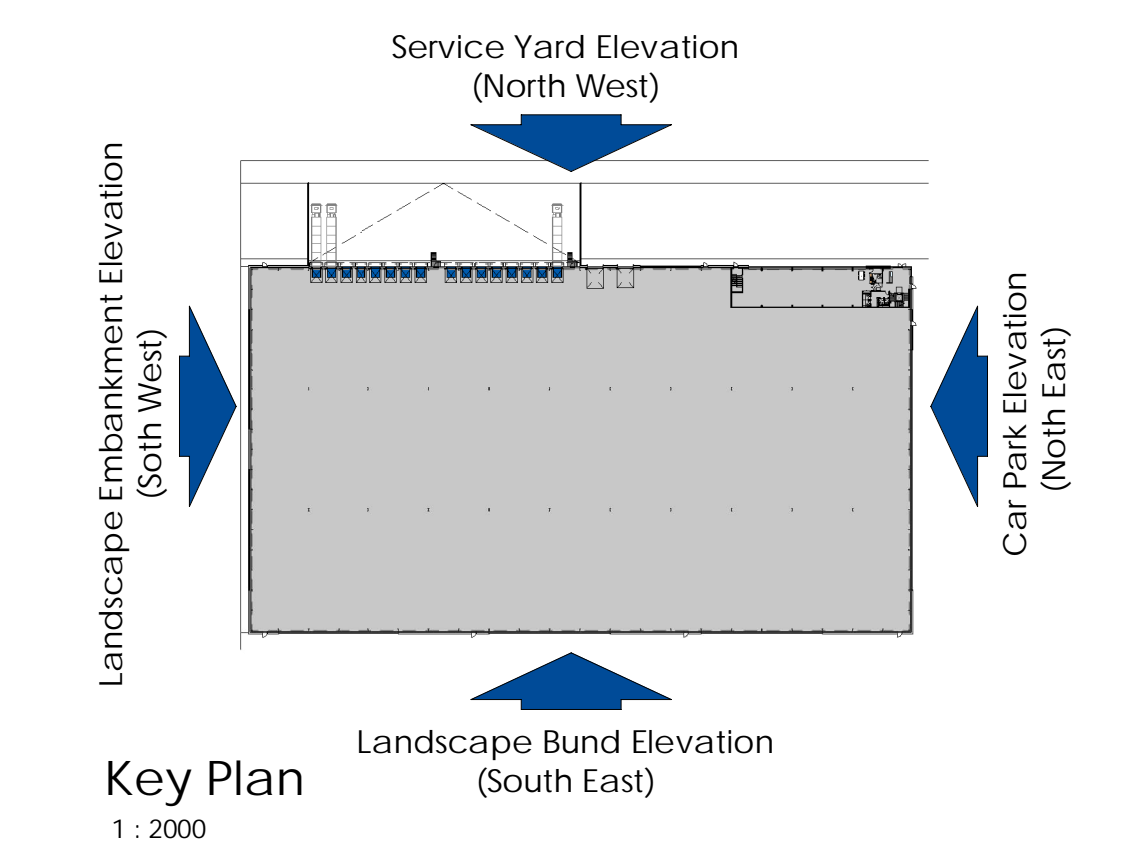 Service Yard Elevation
(North West)
Landscape Embankment Elevation
(Soth West)
Car Park Elevation
(Noth East)
Landscape Bund Elevation
(South East)
Key Plan
1 : 2000